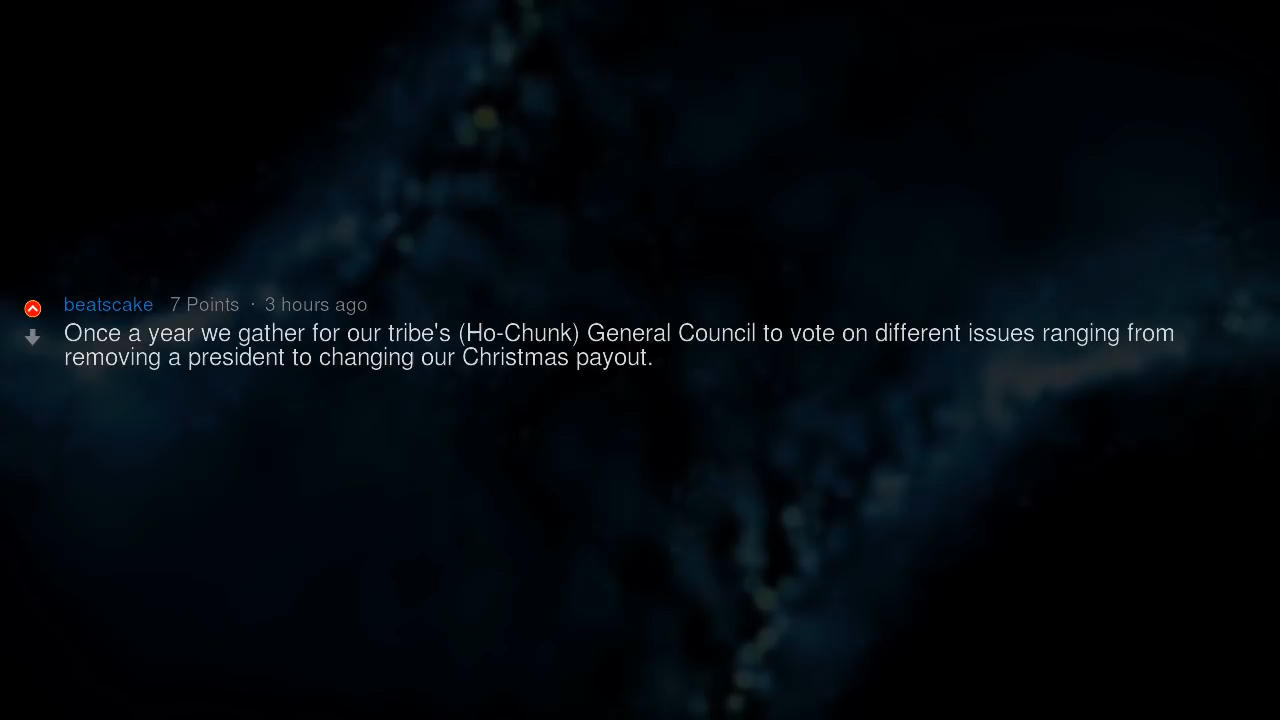 beatscake 7 Points · 3 hours ago
Once a year we gather for our tribe's (Ho-Chunk) General Council to vote on different issues ranging from
removing a president to changing our Christmas payout.